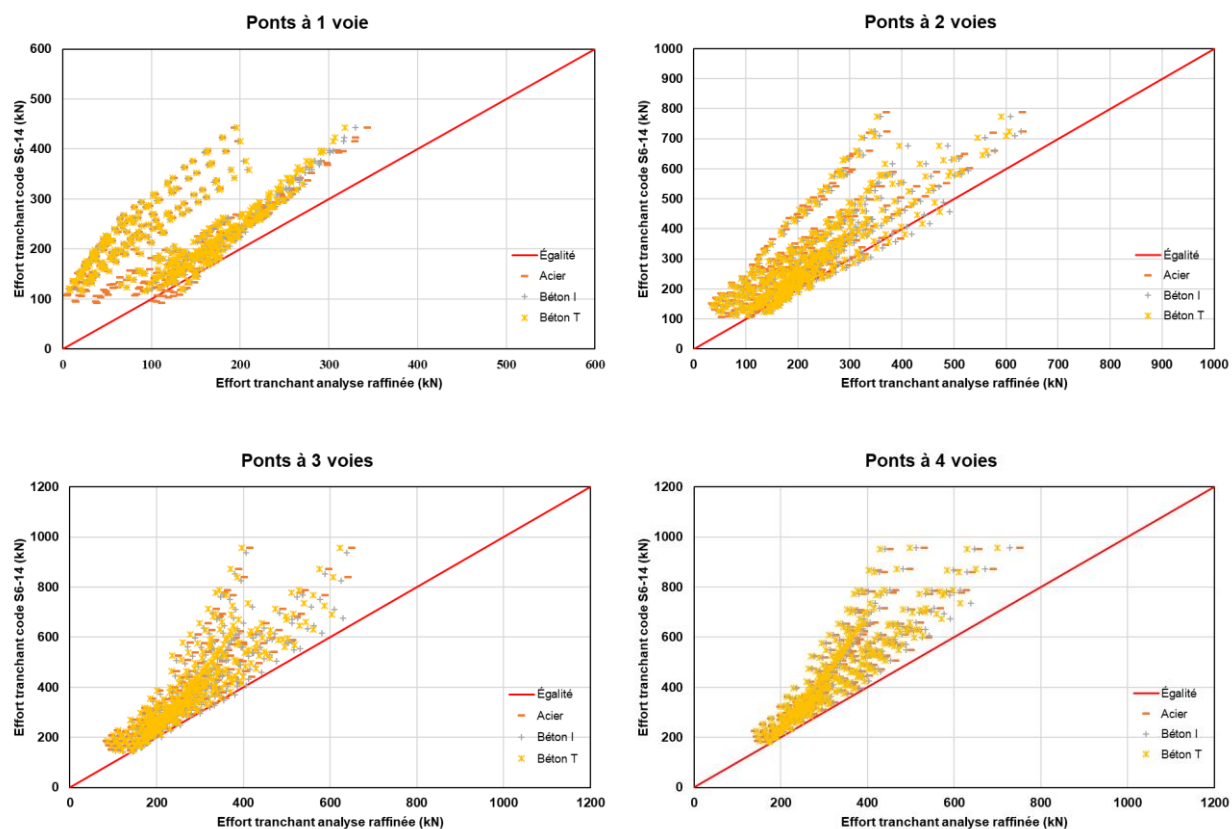 Ponts à 1 voie
600
500
400
300
200
100
0
Effort tranchant code S6-14 (kN)
Égalité
Acier
Béton I
Béton T
0 100 200 300 400 500 600
Effort tranchant analyse raffinée (kN)
Ponts à 2 voies
1000
900
800
700
600
500
400
300
200
100
0
Effort tranchant code S6-14 (kN)
Égalité
Acier
Béton I
Béton T
0 100 200 300 400 500 600 700 800 900 1000
Effort tranchant analyse raffinée (kN)
Ponts à 3 voies
1200
1000
800
600
400
200
0
Effort tranchant code S6-14 (kN)
Égalité
Acier
Béton I
Béton T
0 200 400 600 800 1000 1200
Effort tranchant analyse raffinée (kN)
Ponts à 4 voies
1200
1000
800
600
400
200
0
Effort tranchant code S6-14 (kN)
Égalité
Acier
Béton I
Béton T
0 200 400 600 800 1000 1200
Effort tranchant analyse raffinée (kN)